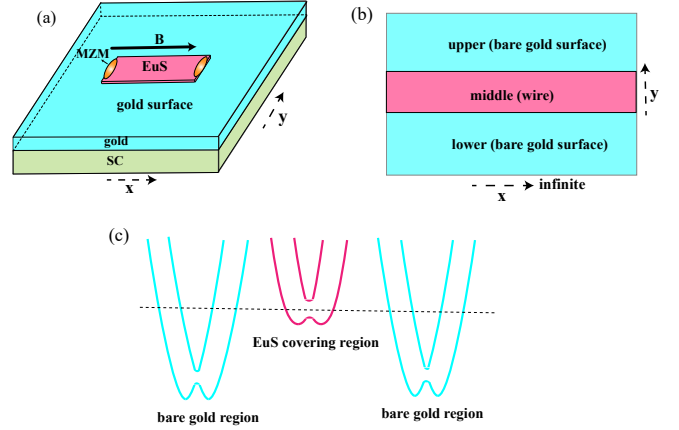 (a)
B
MZM
EuS
gold surface
y
gold
SC
x
(b)
upper (bare gold surface)
middle (wire)
y
lower (bare gold surface)
infinite
x
(c)
EuS covering region
bare gold region
bare gold region